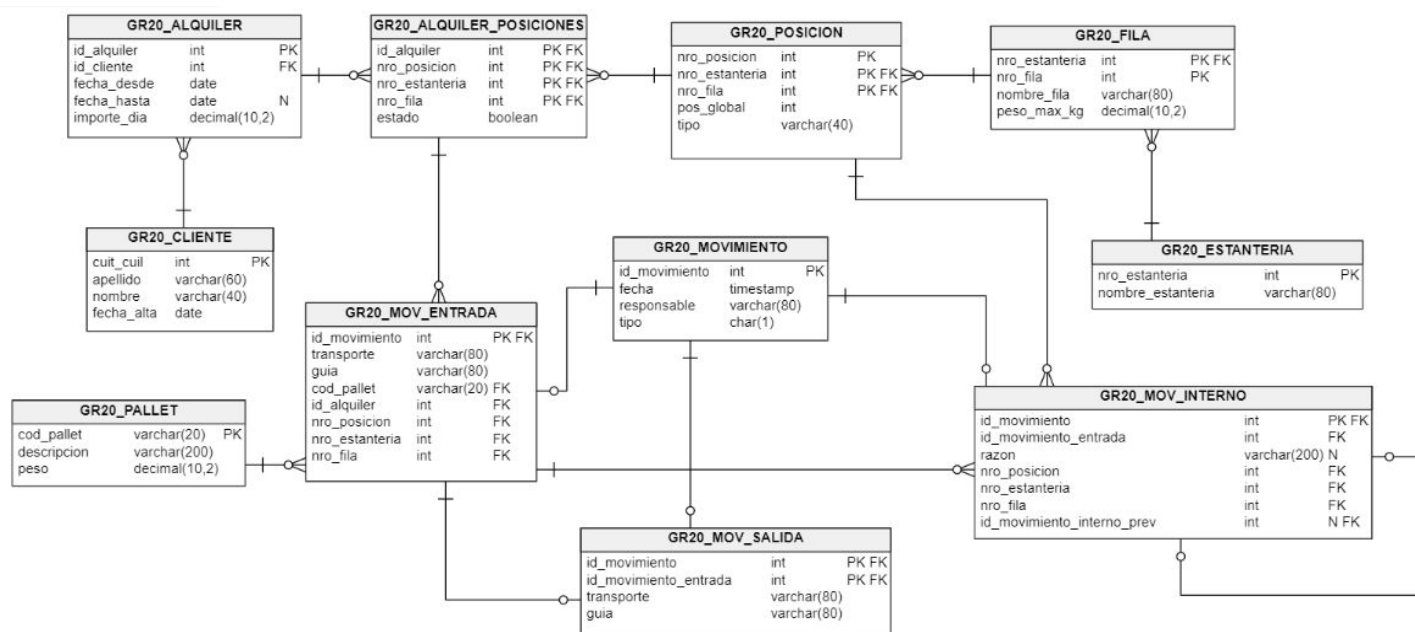 GR20_ALQUILER
id_alquiler int PK
id_cliente int FK
fecha_desde date
fecha_hasta date N
importe_dia decimal(10,2)
GR20_ALQUILER_POSICIONES
id_alquiler int PK FK
nro_posicion int PK FK
nro_estanteria int PK FK
nro_fila int PK FK
estado boolean
GR20_POSICION
nro_posicion int PK
nro_estanteria int PK FK
nro_fila int PK FK
pos_global int
tipo varchar(40)
GR20_FILA
nro_estanteria int PK FK
nro_fila int PK
nombre_fila varchar(80)
peso_max_kg decimal(10,2)
GR20_CLIENTE
cuit_cuil int PK
apellido varchar(60)
nombre varchar(40)
fecha_alta date
GR20_MOVIMIENTO
id_movimiento int PK
fecha timestamp
responsable varchar(80)
tipo char(1)
GR20_ESTANTERIA
nro_estanteria int PK
nombre_estanteria varchar(80)
GR20_MOV_ENTRADA
id_movimiento int PK FK
transporte varchar(80)
guia varchar(80)
cod_pallet varchar(20) FK
id_alquiler int FK
nro_posicion int FK
nro_estanteria int FK
nro_fila int FK
GR20_PALLET
cod_pallet varchar(20) PK
descripcion varchar(200)
peso decimal(10,2)
GR20_MOV_INTERNO
id_movimiento int PK FK
id_movimiento_entrada int FK
razon varchar(200) N
nro_posicion int FK
nro_estanteria int FK
nro_fila int FK
id_movimiento_interno_prev int N FK
GR20_MOV_SALIDA
id_movimiento int PK FK
id_movimiento_entrada int PK FK
transporte varchar(80)
guia varchar(80)